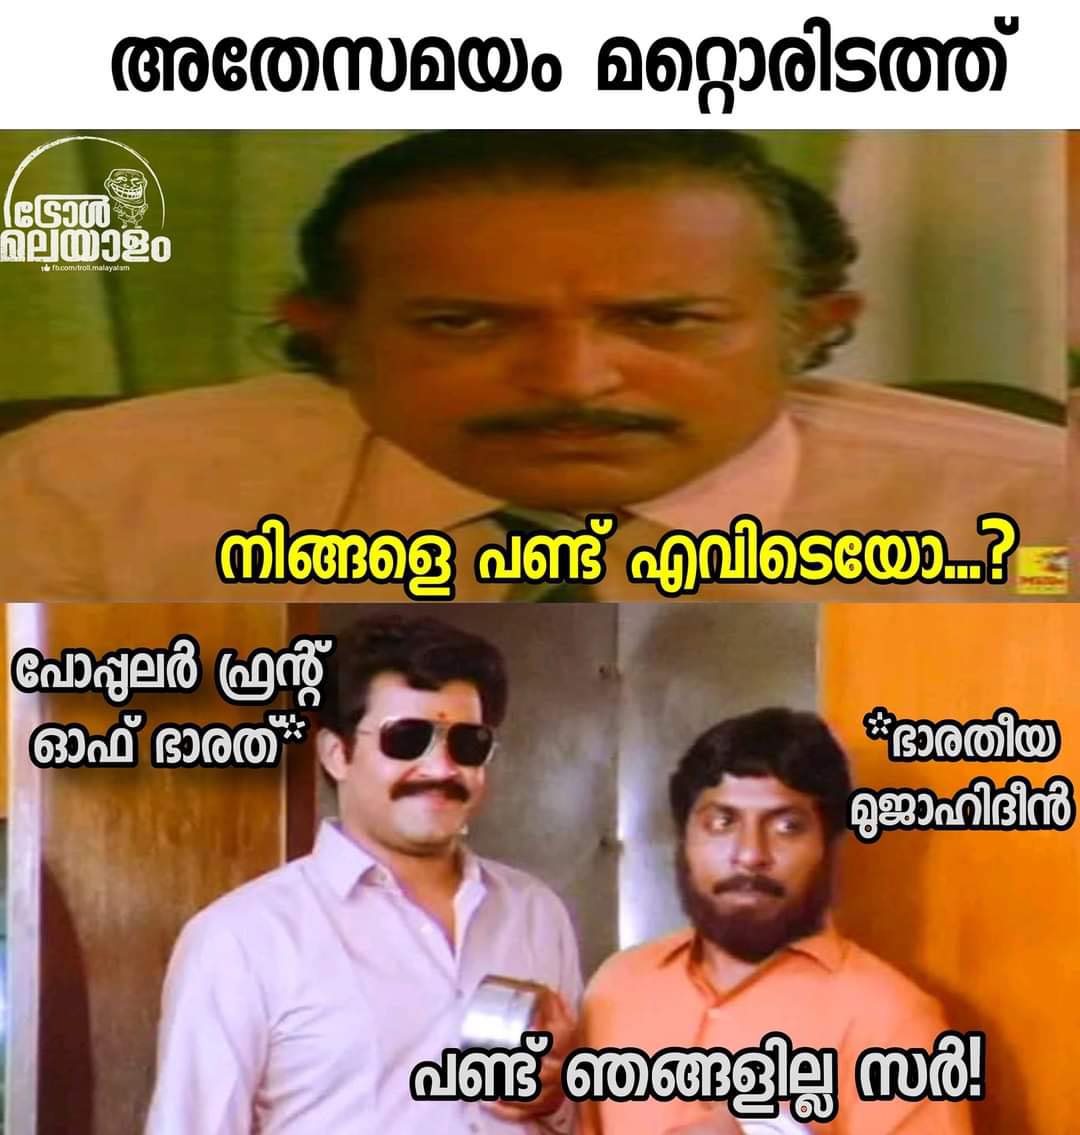 അതേസമയം മറ്റൊരിടത്ത്
ട്രോൾ
മലയാളം
fb.com/troll.malayalam
നിങ്ങളെ പണ്ട് എവിടെയോ...?
പോപ്പുലർ ഫ്രന്റ്
ഓഫ് ഭാരത്*
*ഭാരതീയ
മുജാഹിദീൻ
പണ്ട് ഞങ്ങളില്ല സർ!